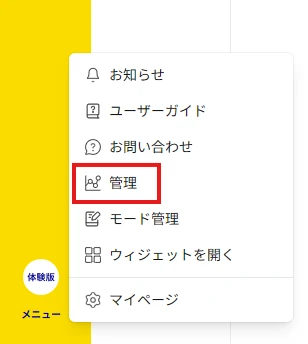 お知らせ
ユーザーガイド
お問い合わせ
管理
モード管理
ウィジェットを開く
マイページ
体験版
メニュー